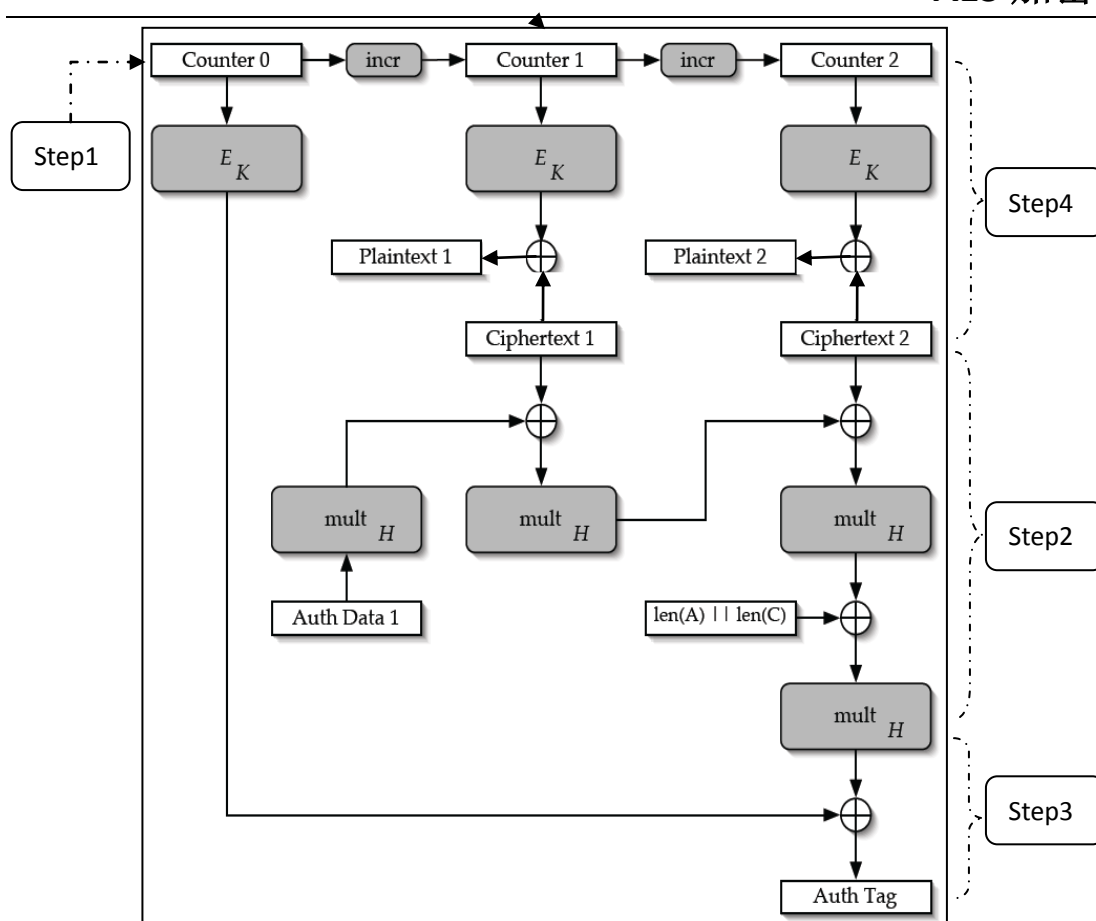 Counter 0 incr Counter 1 incr Counter 2
Step1
E K E K E K
Step4
Plaintext 1 Plaintext 2
Ciphertext 1 Ciphertext 2
mult H mult H mult H
Step2
Auth Data 1 len(A) || len(C)
mult H
Step3
Auth Tag